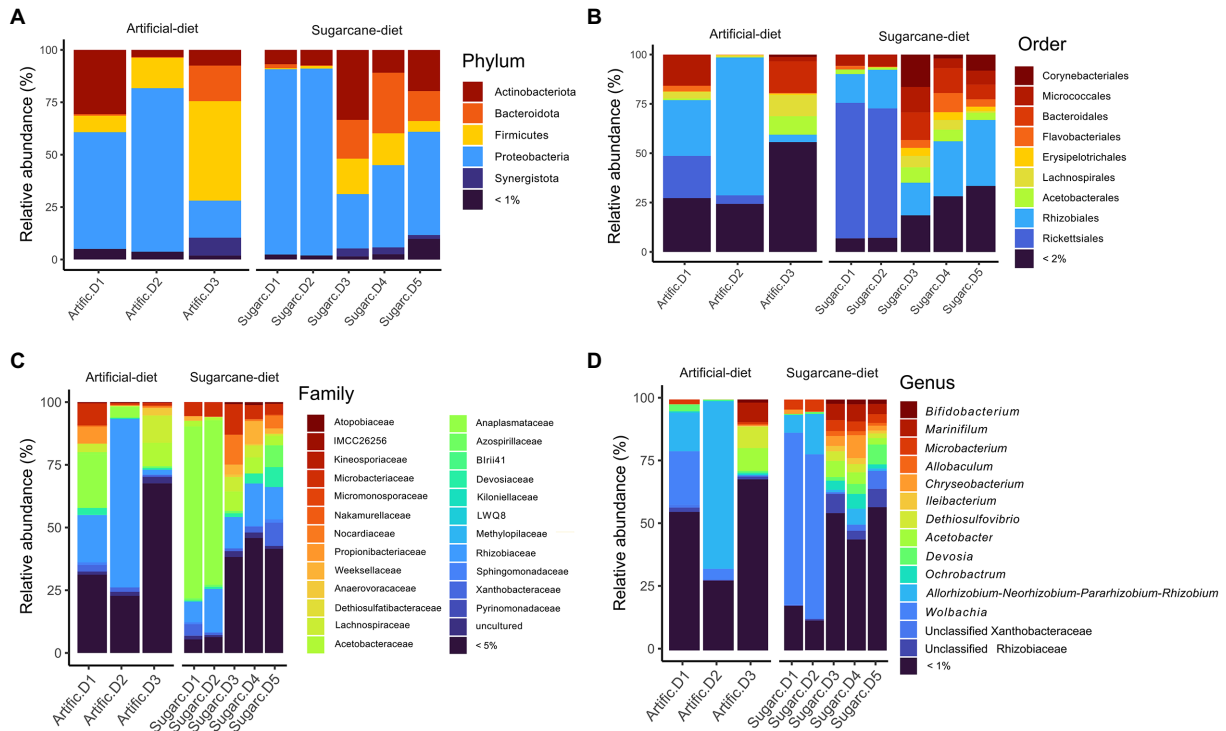 A
Artificial-diet
Sugarcane-diet
Relative abundance (%)
100
75
50
25
0
Artific.D1
Artific.D2
Artific.D3
Sugarc.D1
Sugarc.D2
Sugarc.D3
Sugarc.D4
Sugarc.D5
Phylum
Actinobacteriota
Bacteroidota
Firmicutes
Proteobacteria
Synergistota
< 1%
B
Artificial-diet
Sugarcane-diet
Relative abundance (%)
100
75
50
25
0
Artific.D1
Artific.D2
Artific.D3
Sugarc.D1
Sugarc.D2
Sugarc.D3
Sugarc.D4
Sugarc.D5
Order
Corynebacteriales
Micrococcales
Bacteroidales
Flavobacteriales
Erysipelotrichales
Lachnospirales
Acetobacterales
Rhizobiales
Rickettsiales
< 2%
C
Artificial-diet
Sugarcane-diet
Relative abundance (%)
100
75
50
25
0
Artific.D1
Artific.D2
Artific.D3
Sugarc.D1
Sugarc.D2
Sugarc.D3
Sugarc.D4
Sugarc.D5
Family
Atopobiaceae
IMCC26256
Kineosporiaceae
Microbacteriaceae
Micromonosporaceae
Nakamurellaceae
Nocardiaceae
Propionibacteriaceae
Weeksellaceae
Anaerovoracaceae
Dethiosulfatibacteraceae
Lachnospiraceae
Acetobacteraceae
Anaplasmataceae
Azospirillaceae
BIrii41
Devosiaceae
Kiloniellaceae
LWQ8
Methylopilaceae
Rhizobiaceae
Sphingomonadaceae
Xanthobacteraceae
Pyrinomonadaceae
uncultured
< 5%
D
Artificial-diet
Sugarcane-diet
Relative abundance (%)
100
75
50
25
0
Artific.D1
Artific.D2
Artific.D3
Sugarc.D1
Sugarc.D2
Sugarc.D3
Sugarc.D4
Sugarc.D5
Genus
Bifidobacterium
Marinifilum
Microbacterium
Allobaculum
Chryseobacterium
Ileibacterium
Dethiosulfovibrio
Acetobacter
Devosia
Ochrobactrum
Allorhizobium-Neorhizobium-Pararhizobium-Rhizobium
Wolbachia
Unclassified Xanthobacteraceae
Unclassified Rhizobiaceae
< 1%